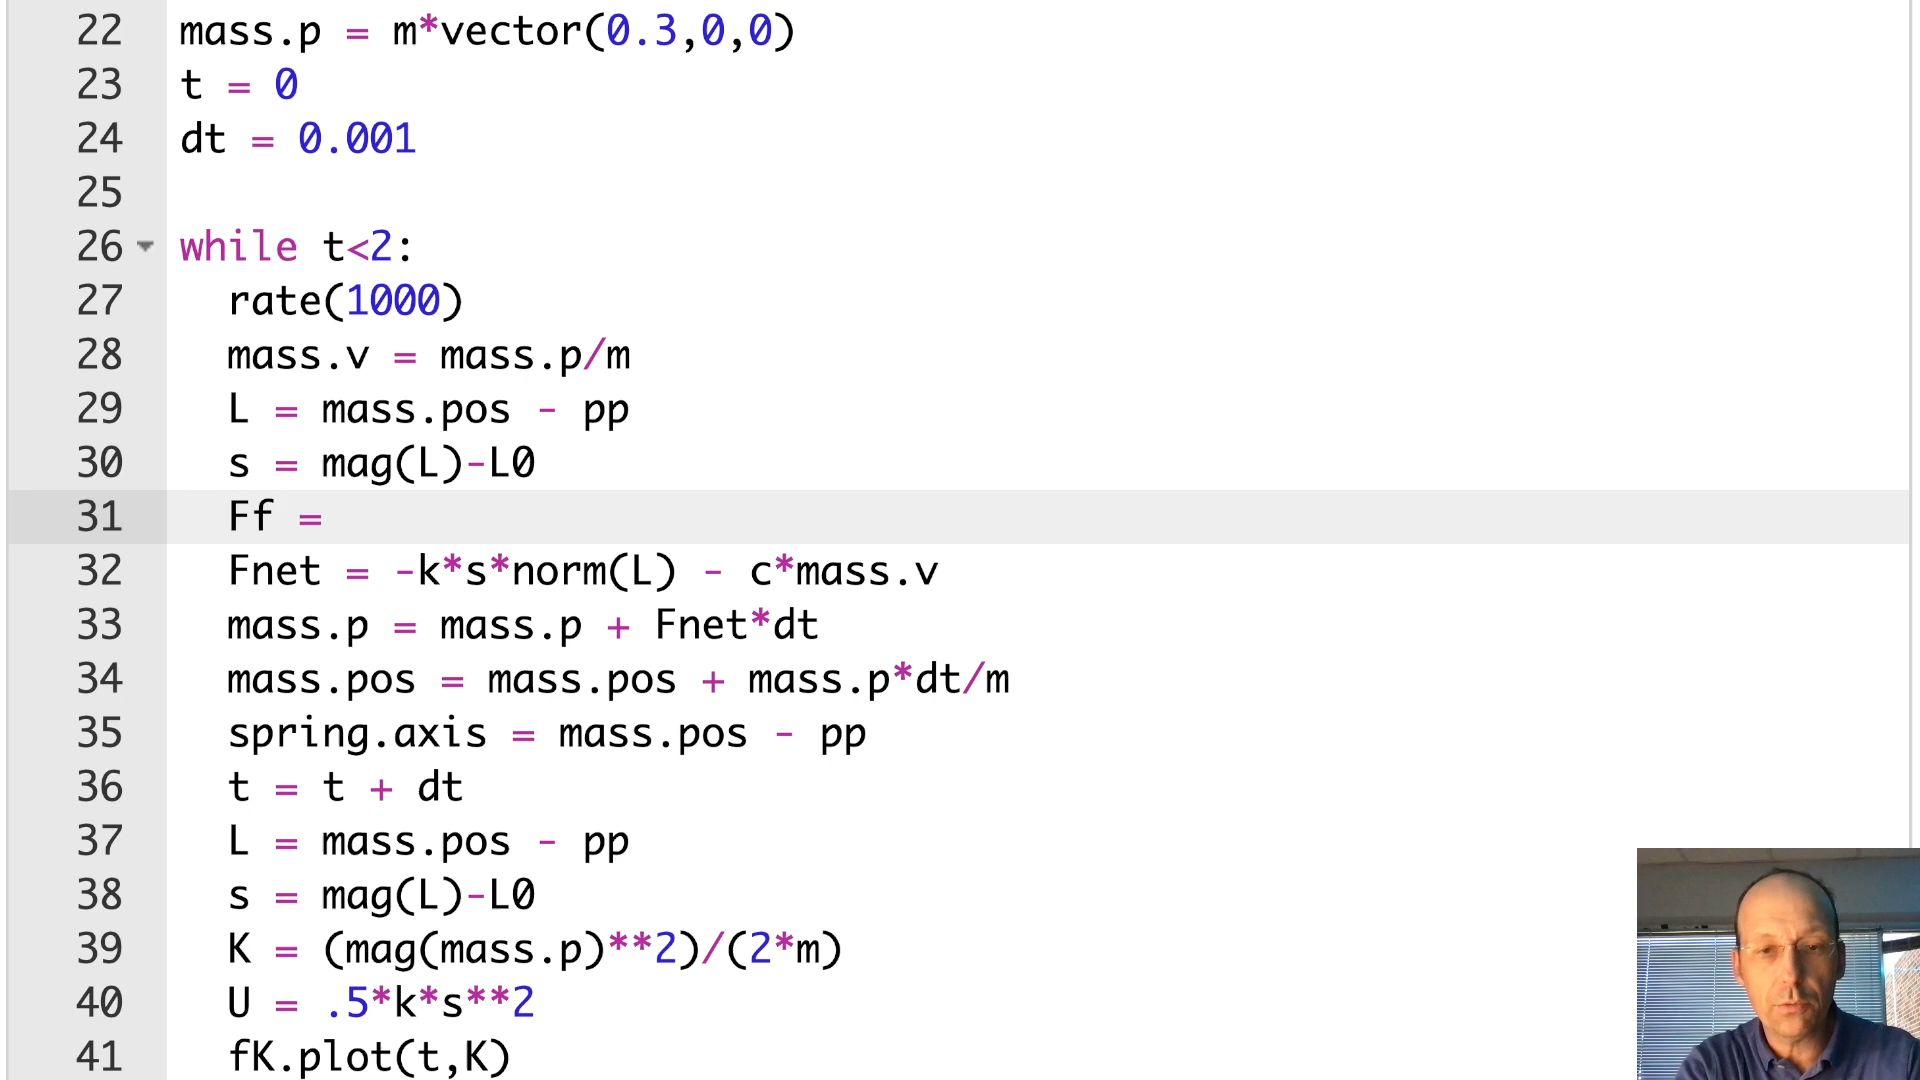 22 mass.p = m*vector(0.3,0,0)
23 t = 0
24 dt = 0.001
25
26 while t<2:
27 rate(1000)
28 mass.v = mass.p/m
29 L = mass.pos - pp
30 s = mag(L)-L0
31 Ff =
32 Fnet = -k*s*norm(L) - c*mass.v
33 mass.p = mass.p + Fnet*dt
34 mass.pos = mass.pos + mass.p*dt/m
35 spring.axis = mass.pos - pp
36 t = t + dt
37 L = mass.pos - pp
38 s = mag(L)-L0
39 K = (mag(mass.p)**2)/(2*m)
40 U = .5*k*s**2
41 fK.plot(t,K)